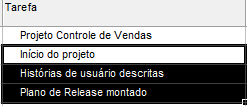 Tarefa
Projeto Controle de Vendas
Início do projeto
Histórias de usuário descritas
Plano de Release montado